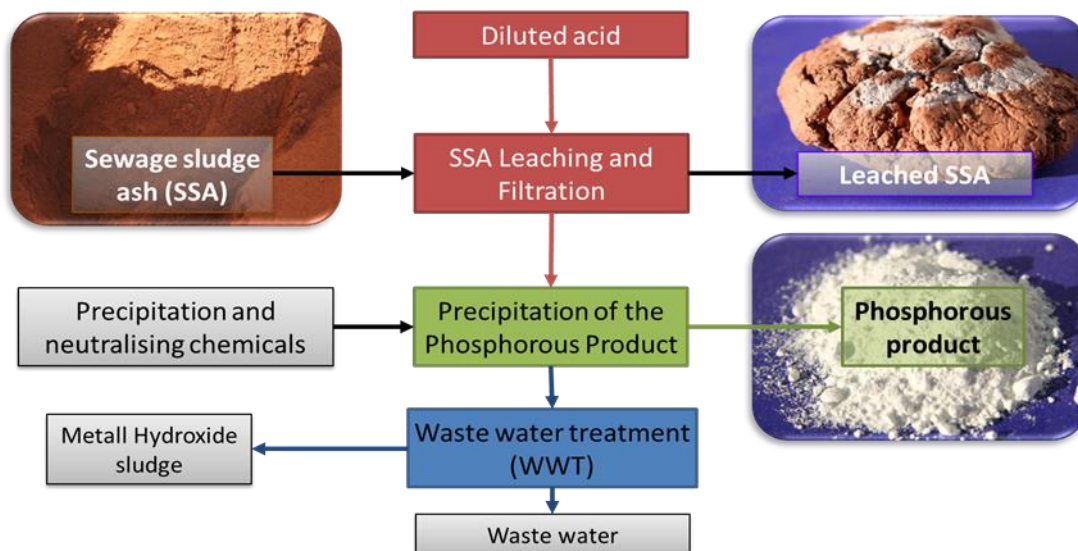 Diluted acid
Sewage sludge
ash (SSA)
SSA Leaching and
Filtration
Leached SSA
Precipitation and
neutralising chemicals
Precipitation of the
Phosphorous Product
Phosphorous
product
Metall Hydroxide
sludge
Waste water treatment
(WWT)
Waste water